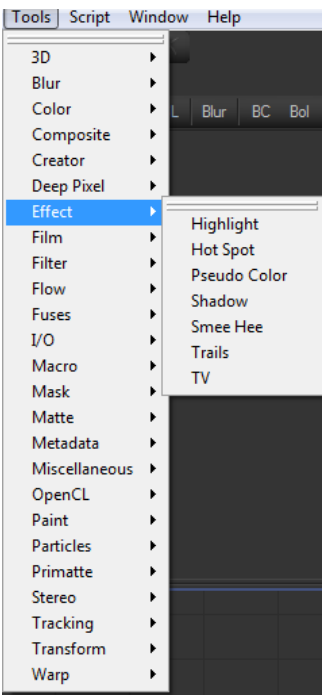 Tools Script Window Help
L Blur BC Bol
3D
Blur
Color
Composite
Creator
Deep Pixel
Effect
Film
Filter
Flow
Fuses
I/O
Macro
Mask
Matte
Metadata
Miscellaneous
OpenCL
Paint
Particles
Primatte
Stereo
Tracking
Transform
Warp
Highlight
Hot Spot
Pseudo Color
Shadow
Smee Hee
Trails
TV